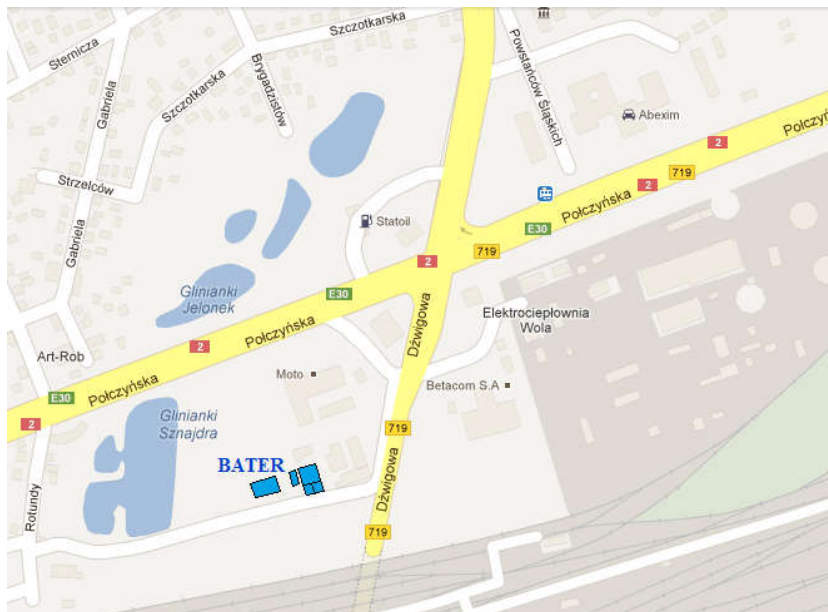 Szczotkarska
Sternicza
Gabriela
Szczotkarska
Brygadzistów
Powstańców Śląskich
Abexim
Połczyń
2
Strzelców
719
2
Połczyńska
Statoil
E30
Gabriela
719
2
Glinianki
Jelonek
E30
Elektrociepłownia
Wola
Połczyńska
Dźwigowa
2
Art-Rob
Moto
Betacom S.A
Połczyńska
E30
2
Glinianki
Sznajdra
719
BATER
Dźwigowa
Rotundy
719